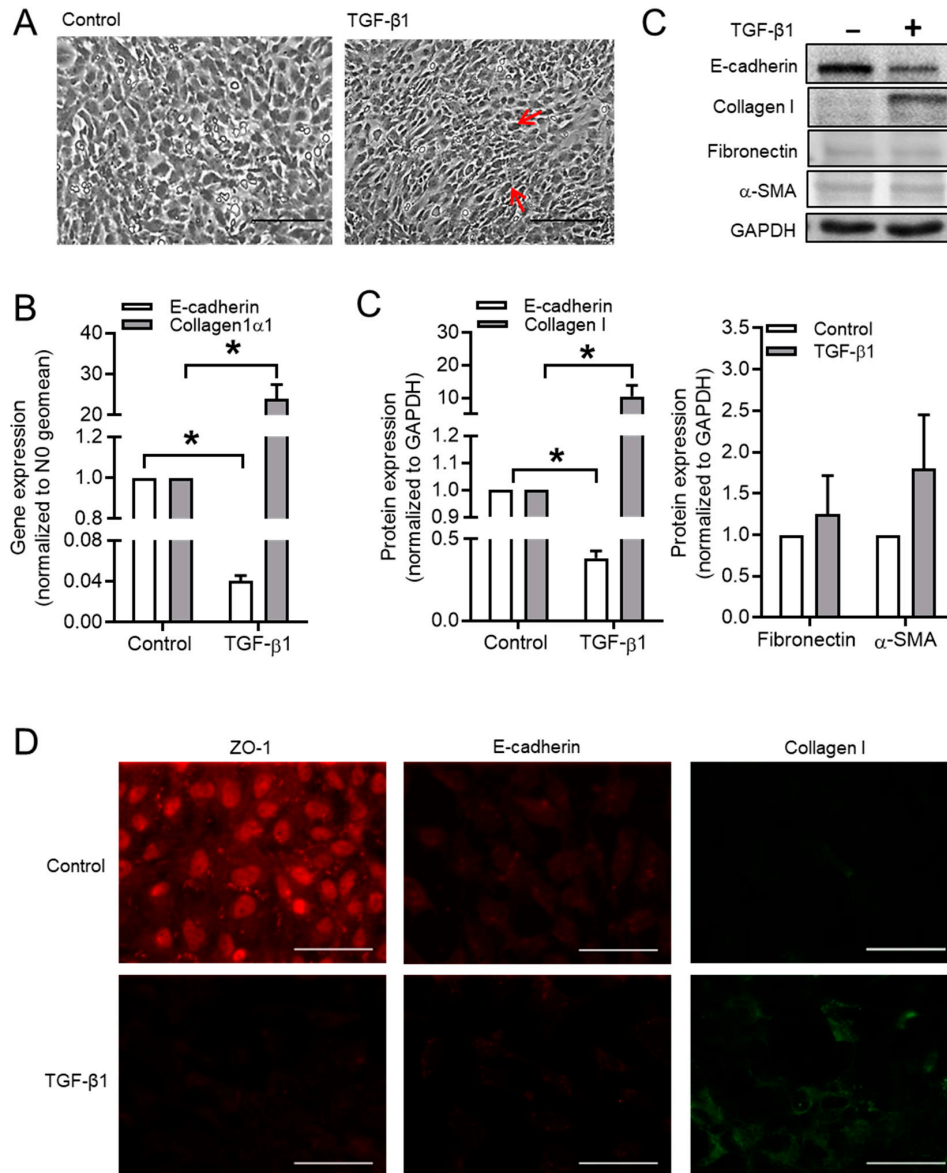 A
Control
TGF-β1
C
TGF-β1 – +
E-cadherin
Collagen I
Fibronectin
α-SMA
GAPDH
B
E-cadherin
Collagen1α1
Gene expression
(normalized to N0 geomean)
40
30
20
1.2
1.0
0.8
0.08
0.04
0.00
*
*
Control TGF-β1
C
E-cadherin
Collagen I
Protein expression
(normalized to GAPDH)
30
20
10
1.2
1.1
1.0
0.9
0.5
0.0
*
*
Control TGF-β1
Control
TGF-β1
Protein expression
(normalized to GAPDH)
3.5
3.0
2.5
2.0
1.5
1.0
0.5
0.0
Fibronectin α-SMA
D
ZO-1 E-cadherin Collagen I
Control
TGF-β1